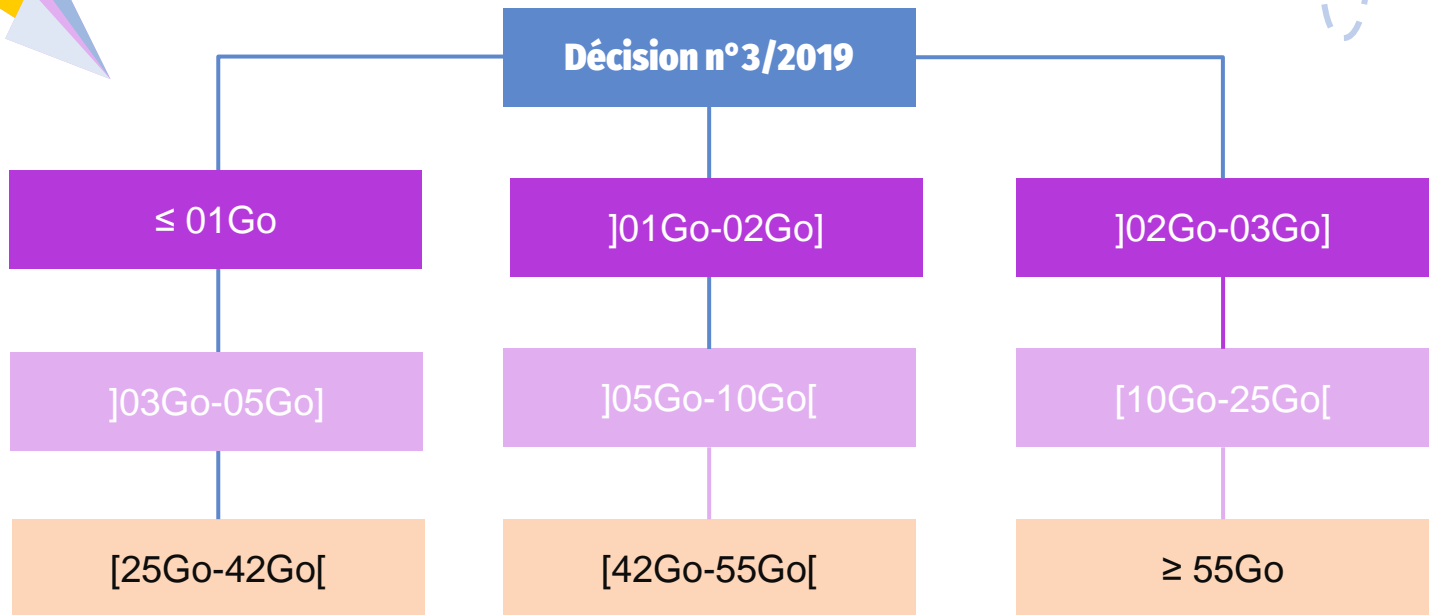 Décision n°3/2019
≤ 01Go
]01Go-02Go]
]02Go-03Go]
]03Go-05Go]
]05Go-10Go[
[10Go-25Go[
[25Go-42Go[
[42Go-55Go[
≥ 55Go